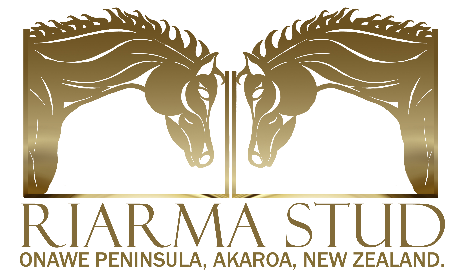 RIARMA STUD
ONAWE PENINSULA, AKAROA, NEW ZEALAND.